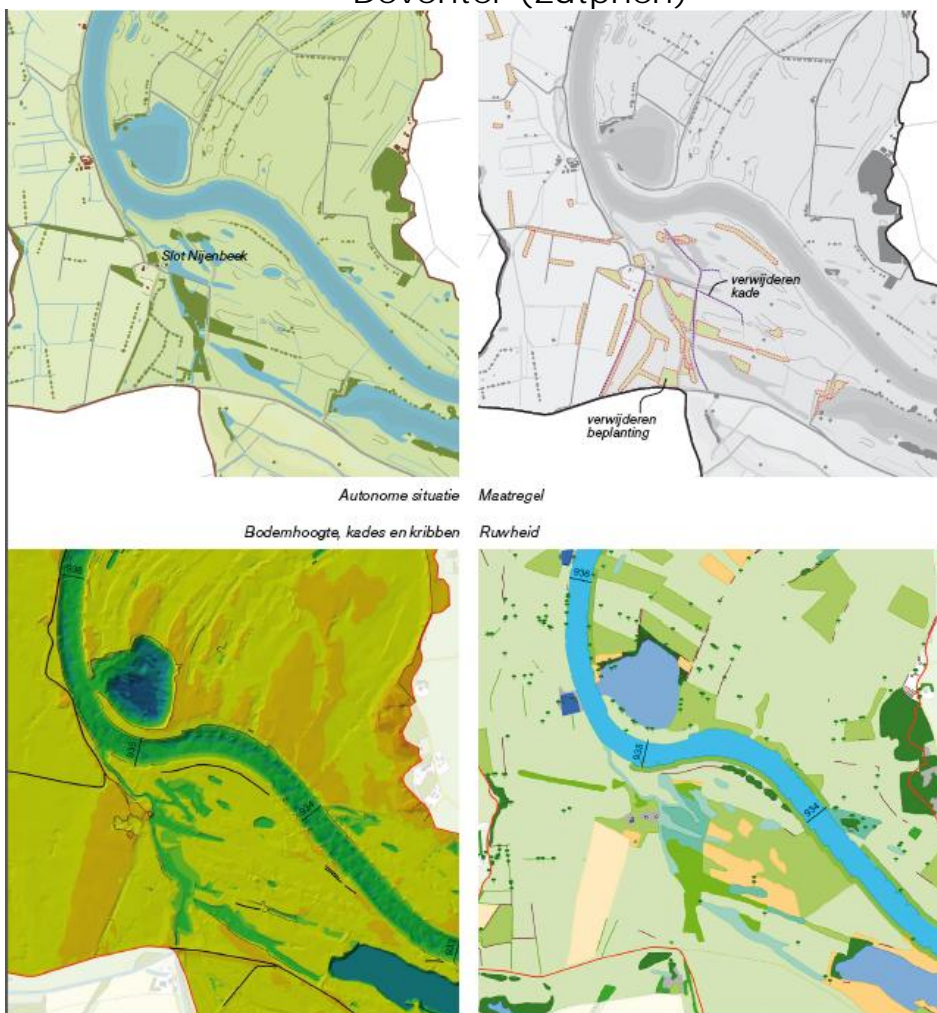 Deventer (Zutphen)
Slot Nijenbeek
verwijderen
kade
verwijderen
beplanting
Autonome situatie
Maatregel
Bodemhoogte, kades en kribben
Ruwheid
936
935
934
933
936
935
934